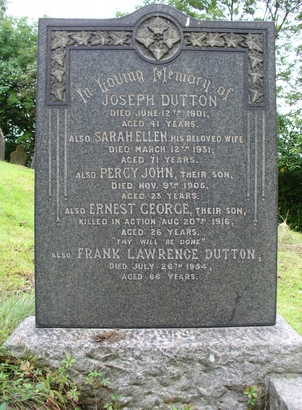 In Loving Memory of
JOSEPH DUTTON
DIED JUNE 12TH 1901,
AGED 41 YEARS.
ALSO SARAH ELLEN HIS BELOVED WIFE
DIED MARCH 12TH 1931,
AGED 71 YEARS.
ALSO PERCY JOHN, THEIR SON,
DIED NOV. 9TH 1906,
AGED 23 YEARS.
ALSO ERNEST GEORGE, THEIR SON,
KILLED IN ACTION AUG 20TH 1916,
AGED 26 YEARS.
"THY WILL BE DONE"
ALSO FRANK LAWRENCE DUTTON,
DIED JULY 26TH 1954,
AGED 66 YEARS.